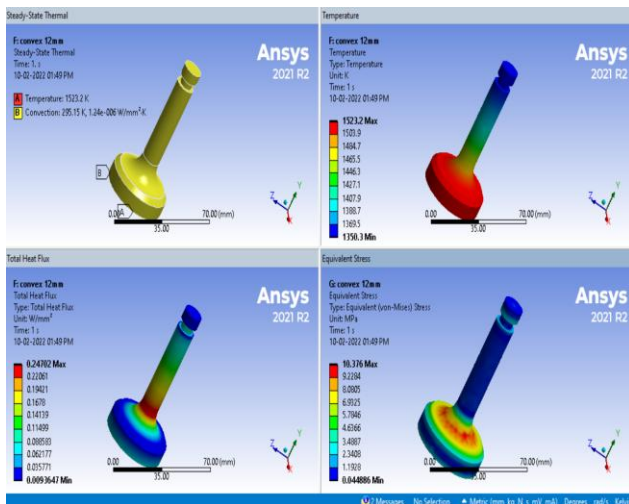 Steady-State Thermal
F: convex 12mm
Steady-State Thermal
Time: 1. s
10-02-2022 01:49 PM
A Temperature: 1523.2 K
B Convection: 295.15 K, 1.24e-006 W/mm²·K
Ansys
2021 R2
B
A
0.00
35.00
70.00 (mm)
Z
Y
X
Temperature
F: convex 12mm
Temperature
Type: Temperature
Unit: K
Time: 1 s
10-02-2022 01:49 PM
1523.2 Max
1503.9
1484.7
1465.5
1446.3
1427.1
1407.9
1388.7
1369.5
1350.3 Min
Ansys
2021 R2
0.00
35.00
70.00 (mm)
Z
Y
X
Total Heat Flux
F: convex 12mm
Total Heat Flux
Type: Total Heat Flux
Unit: W/mm²
Time: 1 s
10-02-2022 01:49 PM
0.24702 Max
0.22061
0.19421
0.1678
0.14139
0.11499
0.088583
0.062177
0.035771
0.0093647 Min
Ansys
2021 R2
0.00
35.00
70.00 (mm)
Z
Y
X
Equivalent Stress
G: convex 12mm
Equivalent Stress
Type: Equivalent (von-Mises) Stress
Unit: MPa
Time: 1 s
10-02-2022 01:49 PM
10.376 Max
9.2284
8.0805
6.9325
5.7846
4.6366
3.4887
2.3408
1.1928
0.044886 Min
Ansys
2021 R2
0.00
35.00
70.00 (mm)
Z
Y
X
2 Messages No Selection Metric (mm, kg, N, s, mV, mA) Degrees rad/s Kelvi